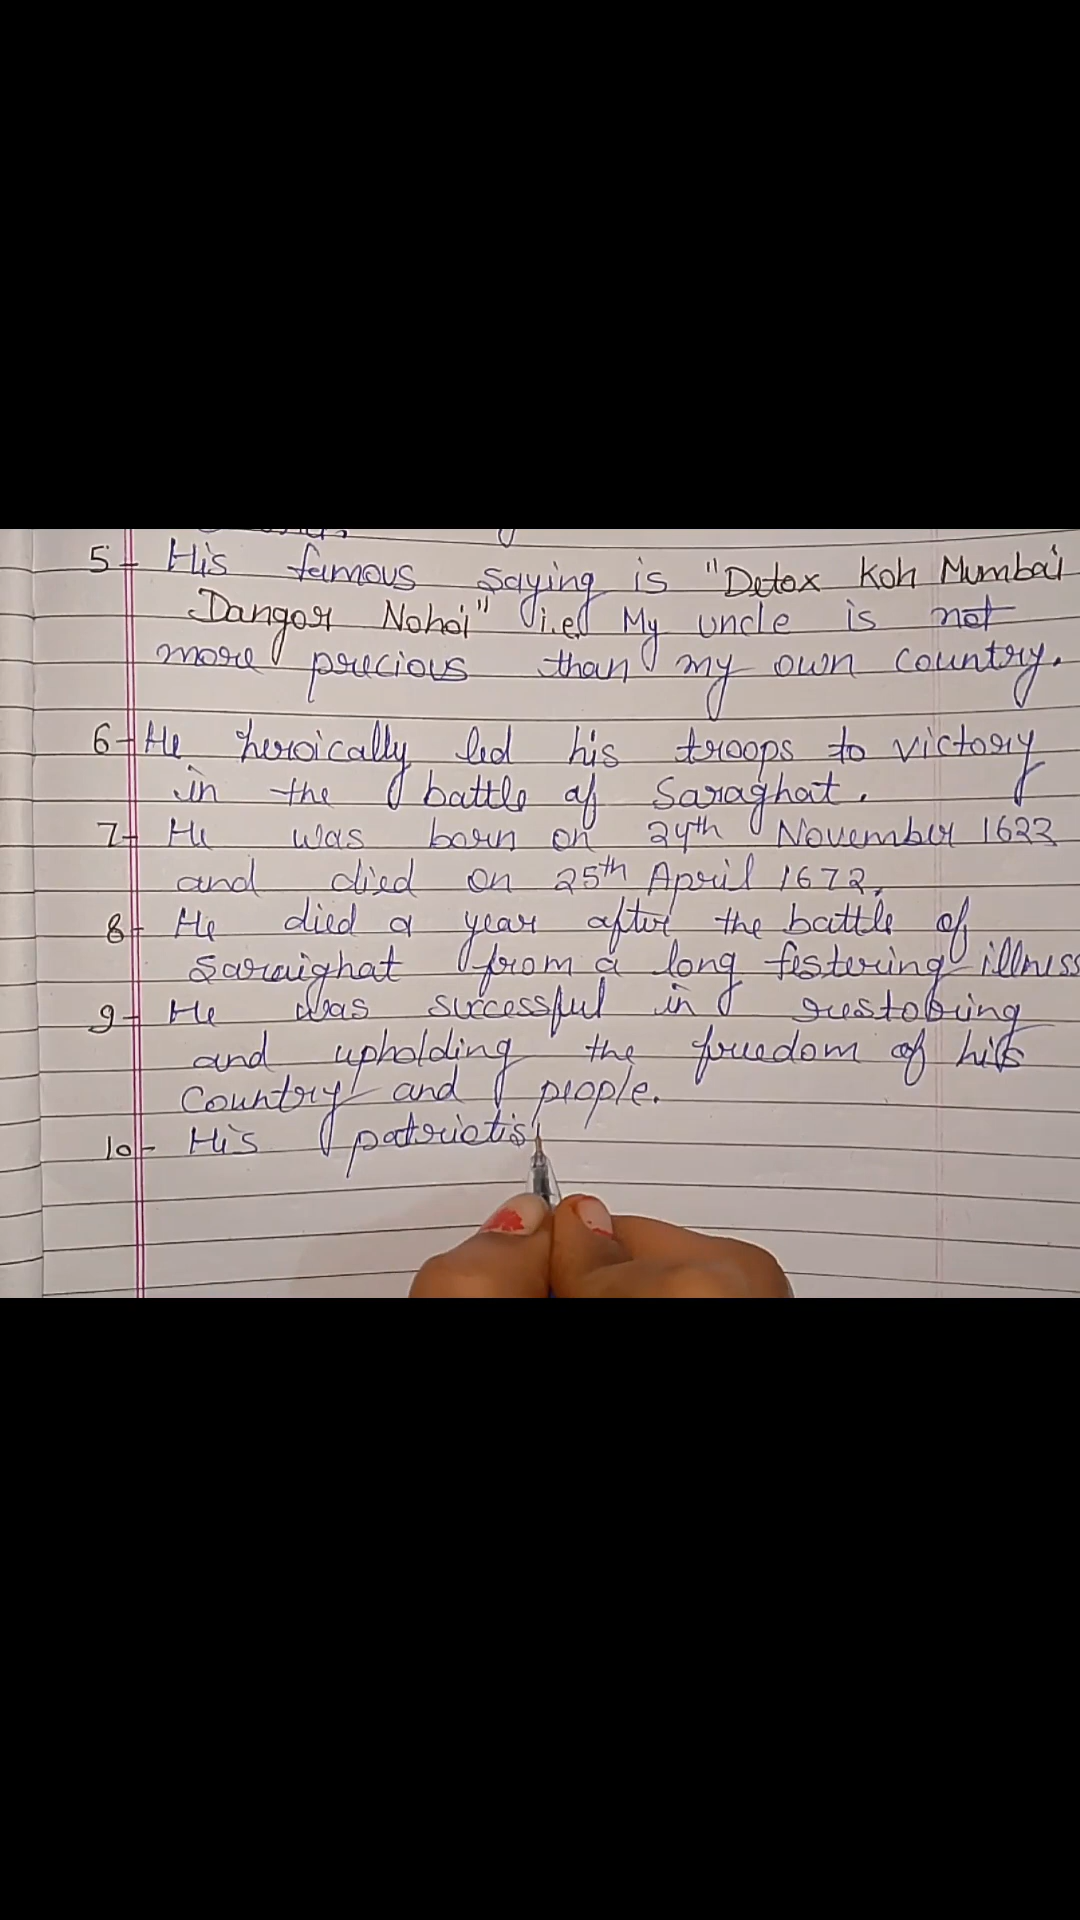 5- His famous saying is "Detox Koh Mumbai
Dangor Nohoi" i.e. My uncle is not
more precious than my own country.
6- He heroically led his troops to victory
in the battle of Saraghat.
7- He was born on 24th November 1622
and died on 25th April 1672.
8- He died a year after the battle of
Saraighat from a long festering illness
9- He was successful in restoring
and upholding the freedom of his
Country and people.
10- His patriotis